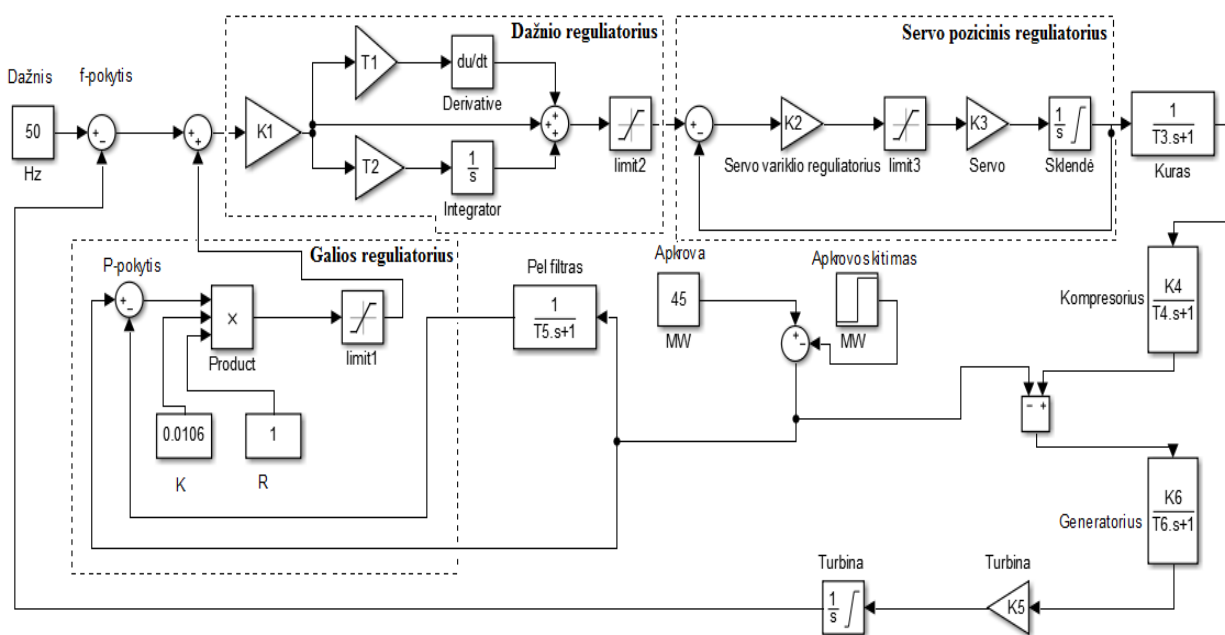 Dažnio reguliatorius
Servo pozicinis reguliatorius
Dažnis
f-pokytis
50
Hz
+
−
+
+
K1
T1
du/dt
Derivative
T2
1
s
Integrator
+
+
+
limit2
+
−
K2
Servo variklio reguliatorius
limit3
K3
Servo
1
s
Sklendė
1
T3.s+1
Kuras
Galios reguliatorius
P-pokytis
+
−
×
Product
limit1
0.0106
K
1
R
Pel filtras
1
T5.s+1
Apkrova
45
MW
Apkrovos kitimas
MW
+
−
Kompresorius
K4
T4.s+1
− +
Generatorius
K6
T6.s+1
Turbina
K5
Turbina
1
s